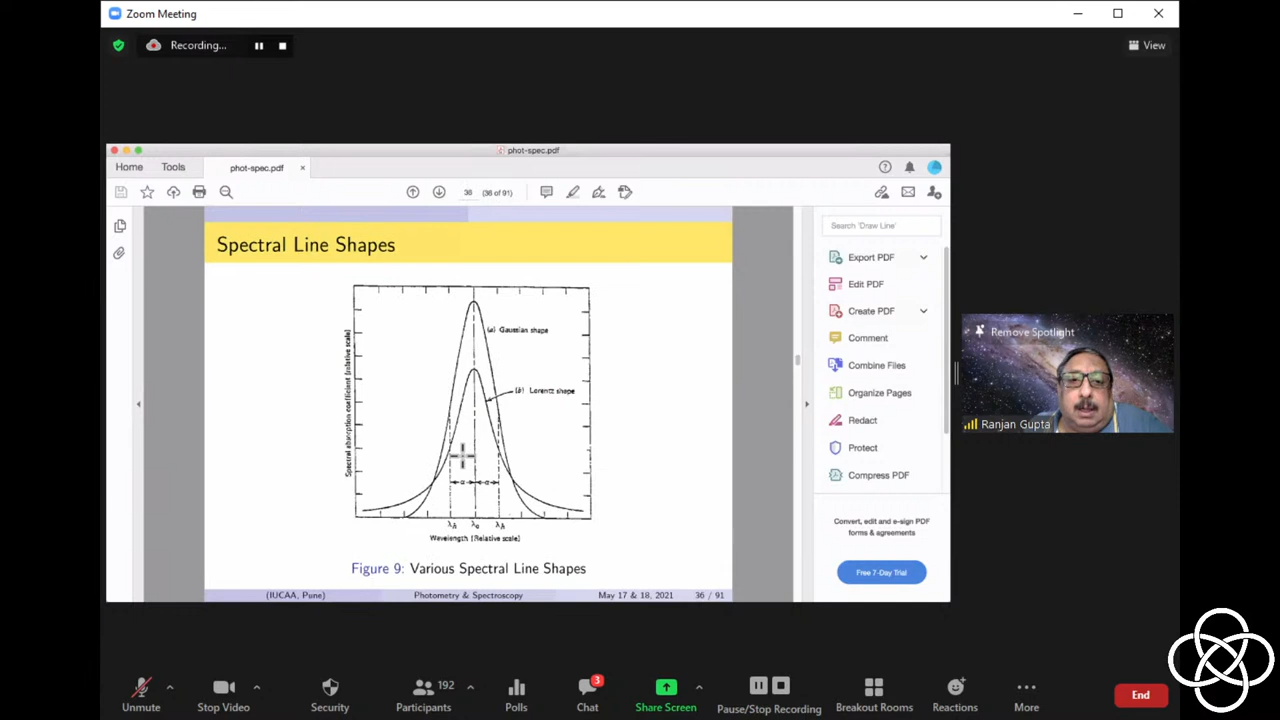 Zoom Meeting
Recording...
View
phot-spec.pdf
Home Tools phot-spec.pdf
36 (36 of 91)
Spectral Line Shapes
Search 'Draw Line'
Export PDF
Edit PDF
Create PDF
Comment
Combine Files
Organize Pages
Redact
Protect
Compress PDF
Convert, edit and e-sign PDF
forms & agreements
Free 7-Day Trial
Spectral absorption coefficient [relative scale]
(a) Gaussian shape
(b) Lorentz shape
α α
λh λo λh
Wavelength [Relative scale]
Figure 9: Various Spectral Line Shapes
(IUCAA, Pune) Photometry & Spectroscopy May 17 & 18, 2021 36 / 91
Remove Spotlight
Ranjan Gupta
Unmute Stop Video Security 192 Participants Polls 3 Chat Share Screen Pause/Stop Recording Breakout Rooms Reactions More End